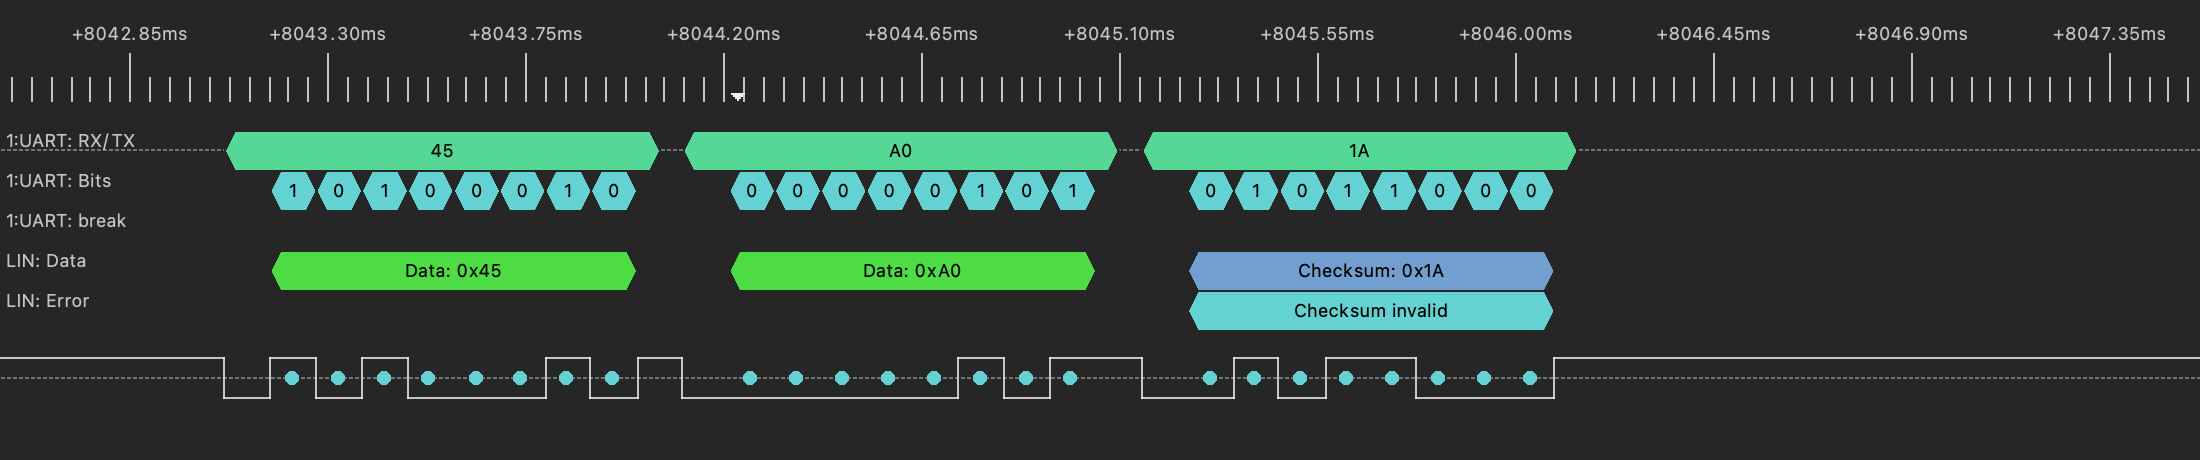 +8042.85ms +8043.30ms +8043.75ms +8044.20ms +8044.65ms +8045.10ms +8045.55ms +8046.00ms +8046.45ms +8046.90ms +8047.35ms
1:UART: RX/TX 45 A0 1A
1:UART: Bits 1 0 1 0 0 0 1 0 0 0 0 0 0 1 0 1 0 1 0 1 1 0 0 0
1:UART: break
LIN: Data Data: 0x45 Data: 0xA0 Checksum: 0x1A
LIN: Error Checksum invalid